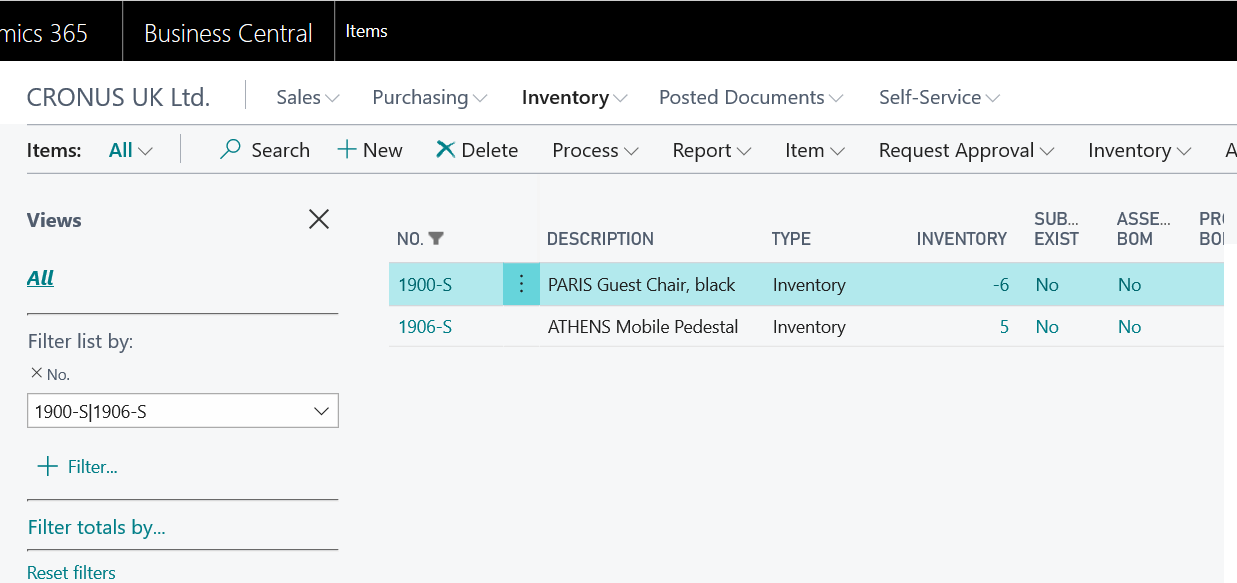 mics 365 Business Central Items
CRONUS UK Ltd. Sales Purchasing Inventory Posted Documents Self-Service
Items: All Search New Delete Process Report Item Request Approval Inventory A
Views
All
Filter list by:
No.
1900-S|1906-S
Filter...
Filter totals by...
Reset filters
NO. DESCRIPTION TYPE INVENTORY SUB... EXIST ASSE... BOM PRO BOI
1900-S PARIS Guest Chair, black Inventory -6 No No
1906-S ATHENS Mobile Pedestal Inventory 5 No No